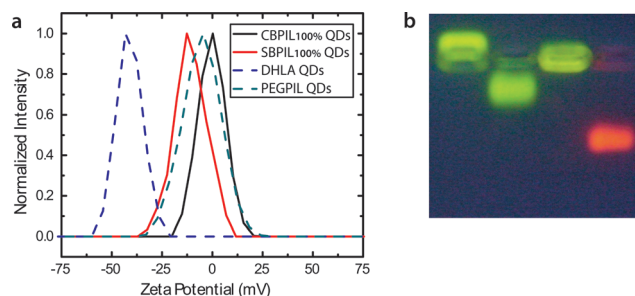 a
b
CBPIL100% QDs
SBPIL100% QDs
DHLA QDs
PEGPIL QDs
Normalized Intensity
1.0
0.8
0.6
0.4
0.2
0.0
-75 -50 -25 0 25 50 75
Zeta Potential (mV)